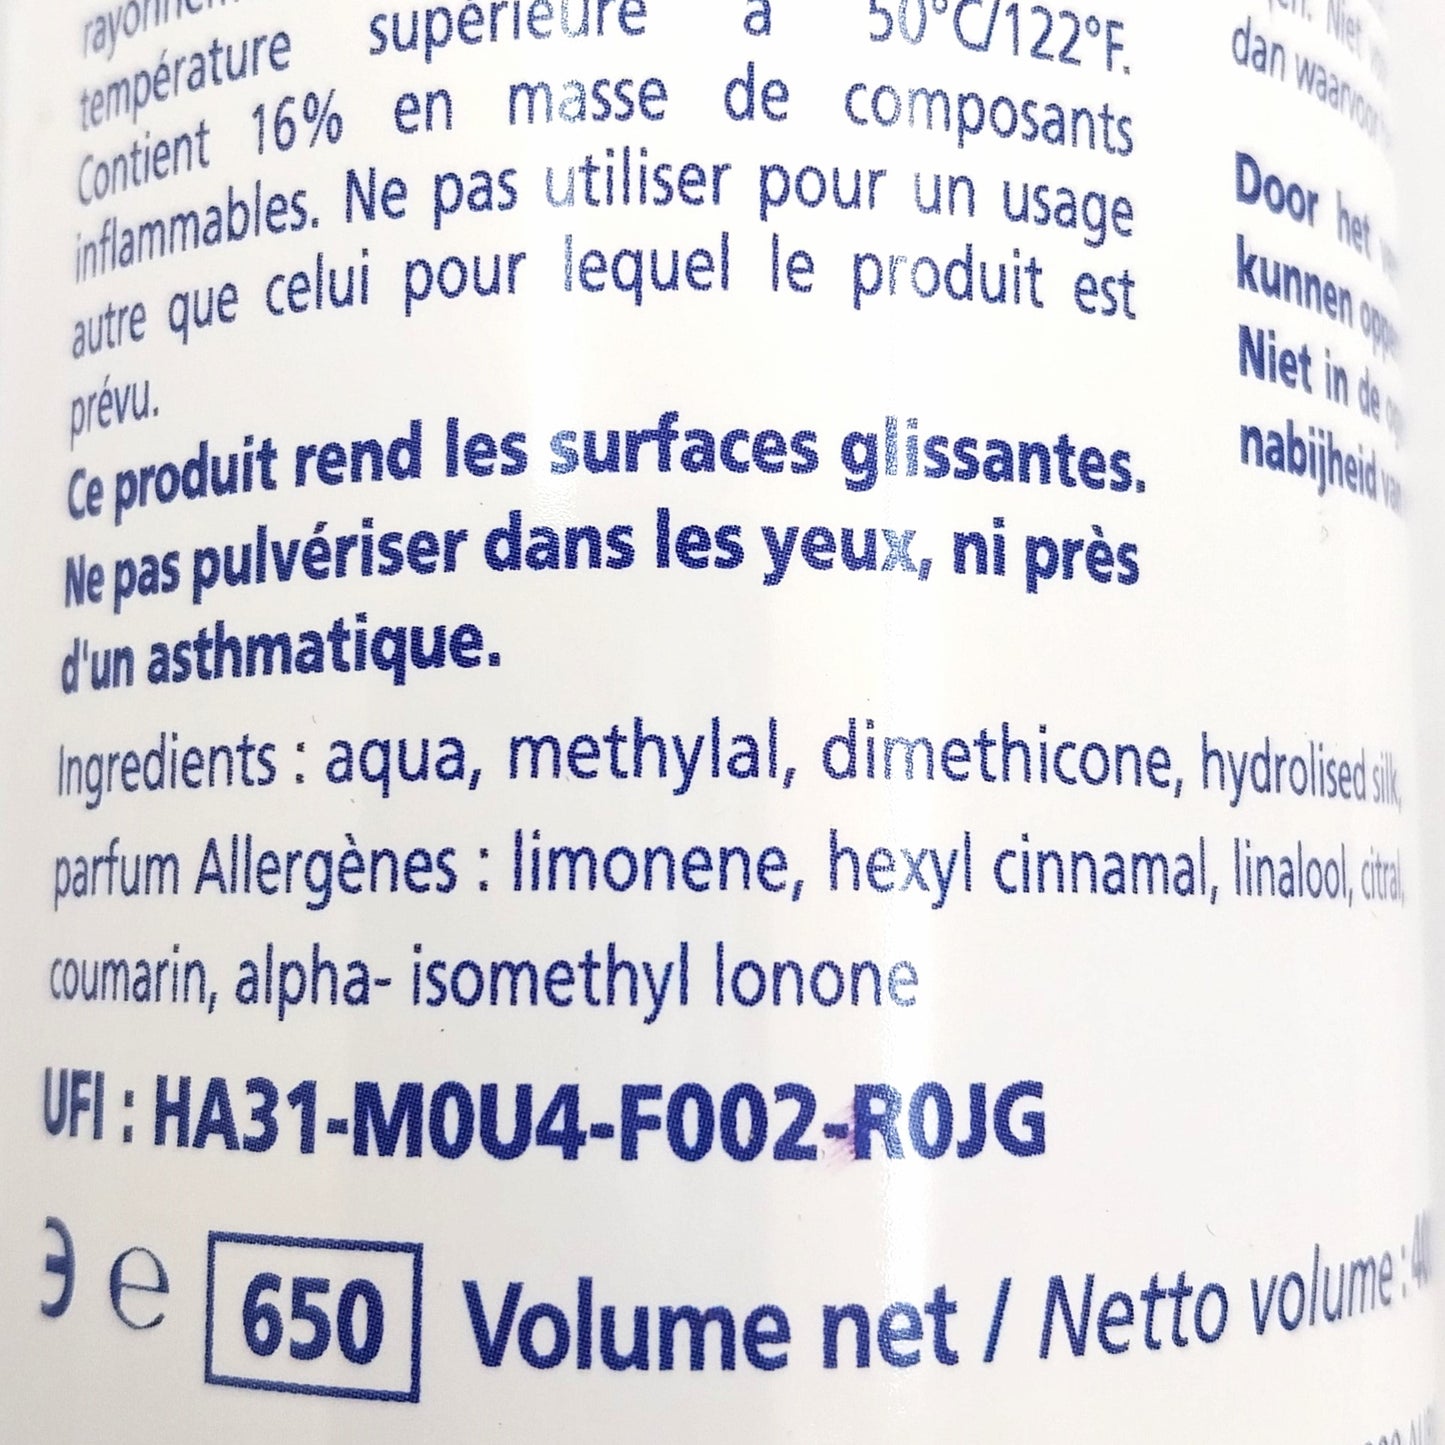 température supérieure à 50°C/122°F.
Contient 16% en masse de composants
inflammables. Ne pas utiliser pour un usage
autre que celui pour lequel le produit est
prévu.
Ce produit rend les surfaces glissantes.
Ne pas pulvériser dans les yeux, ni près
d'un asthmatique.
Ingredients : aqua, methylal, dimethicone, hydrolised silk,
parfum Allergènes : limonene, hexyl cinnamal, linalool, citral,
coumarin, alpha- isomethyl Ionone
UFI : HA31-M0U4-F002-R0JG
3 e 650 Volume net / Netto volume :
Niet
dan waarvoor
Door het
kunnen
Niet in de
nabijheid